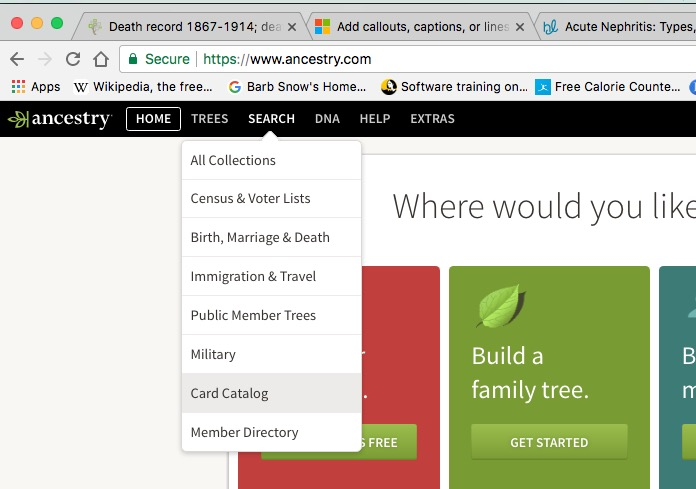 Death record 1867-1914; dea
Add callouts, captions, or lines
Acute Nephritis: Types,
Secure https://www.ancestry.com
Apps Wikipedia, the free... Barb Snow's Home... Software training on... Free Calorie Counte...
ancestry HOME TREES SEARCH DNA HELP EXTRAS
All Collections
Census & Voter Lists
Birth, Marriage & Death
Immigration & Travel
Public Member Trees
Military
Card Catalog
Member Directory
Where would you like
S FREE
Build a
family tree.
GET STARTED
B
m